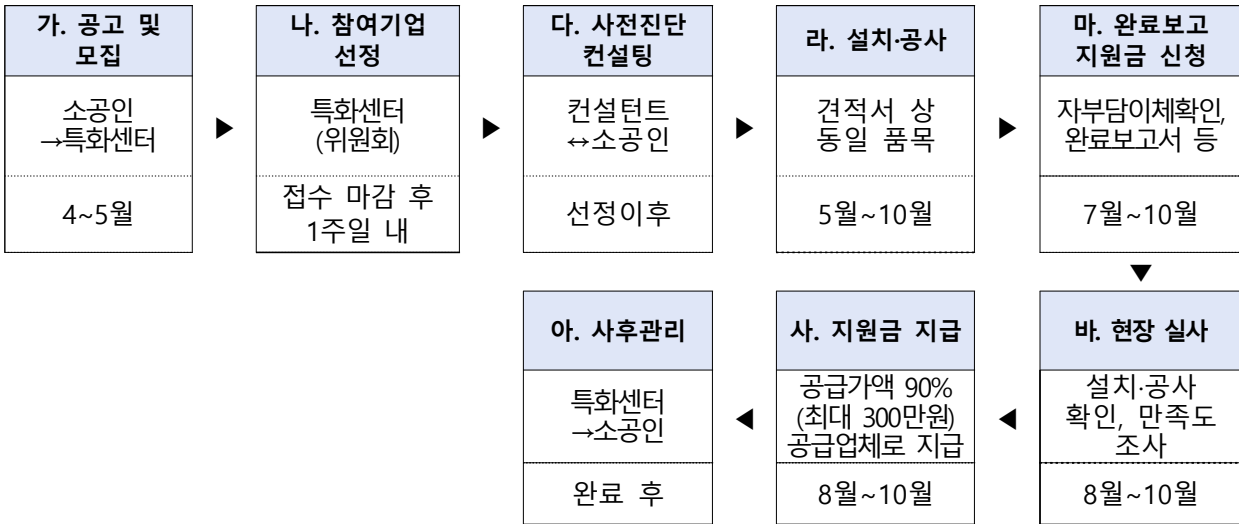 가. 공고 및
모집
소공인
→특화센터
4~5월
▶
나. 참여기업
선정
특화센터
(위원회)
접수 마감 후
1주일 내
▶
다. 사전진단
컨설팅
컨설턴트
↔소공인
선정이후
▶
라. 설치·공사
견적서 상
동일 품목
5월~10월
▶
마. 완료보고
지원금 신청
자부담이체확인,
완료보고서 등
7월~10월
▼
바. 현장 실사
설치·공사
확인, 만족도
조사
8월~10월
◀
사. 지원금 지급
공급가액 90%
(최대 300만원)
공급업체로 지급
8월~10월
◀
아. 사후관리
특화센터
→소공인
완료 후